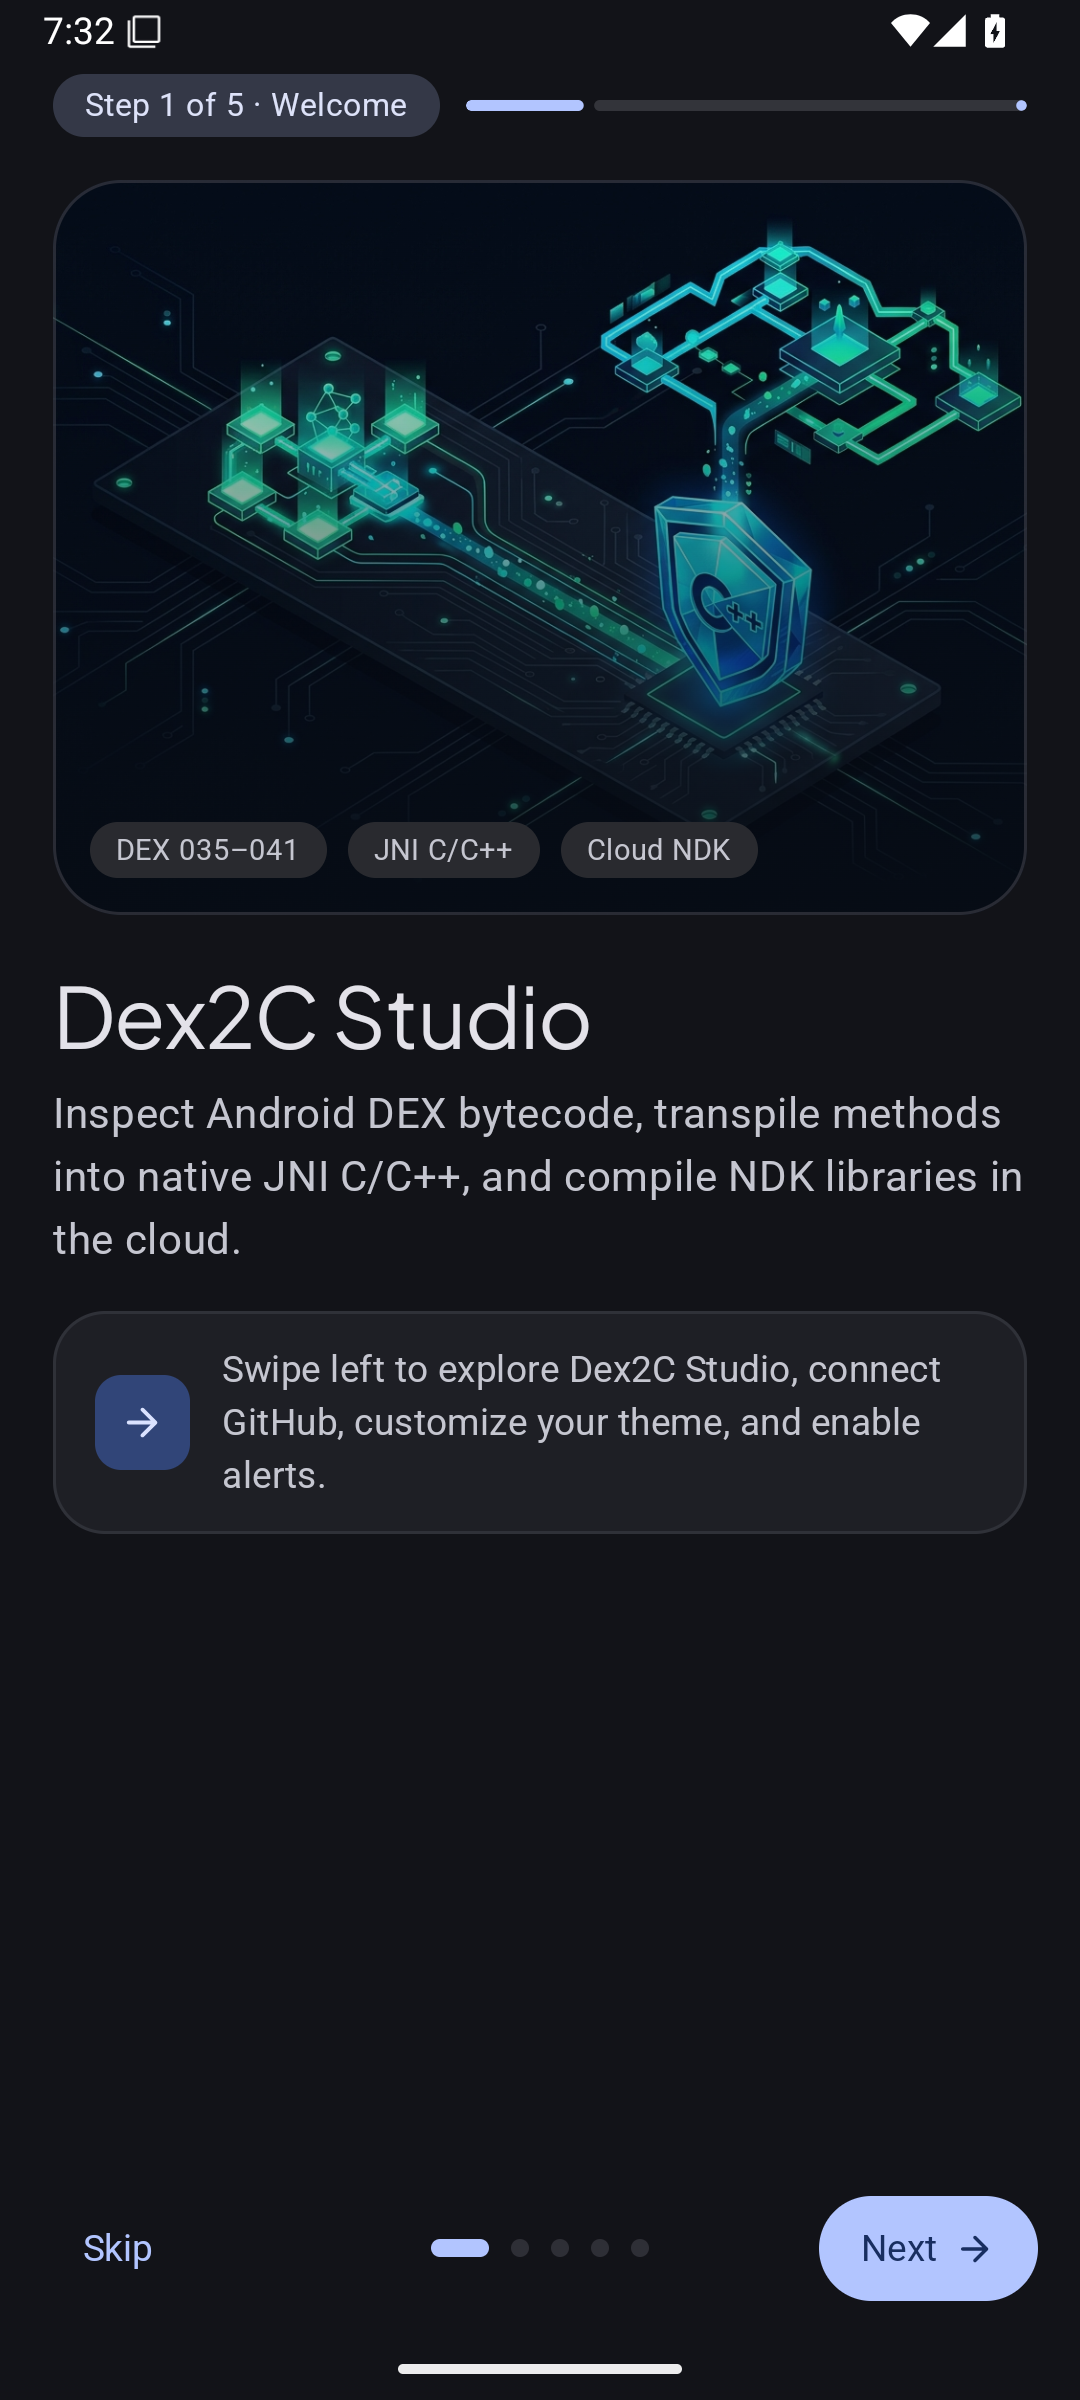 7:32
Step 1 of 5 · Welcome
C++
DEX 035–041
JNI C/C++
Cloud NDK
Dex2C Studio
Inspect Android DEX bytecode, transpile methods
into native JNI C/C++, and compile NDK libraries in
the cloud.
Swipe left to explore Dex2C Studio, connect
GitHub, customize your theme, and enable
alerts.
Skip
Next